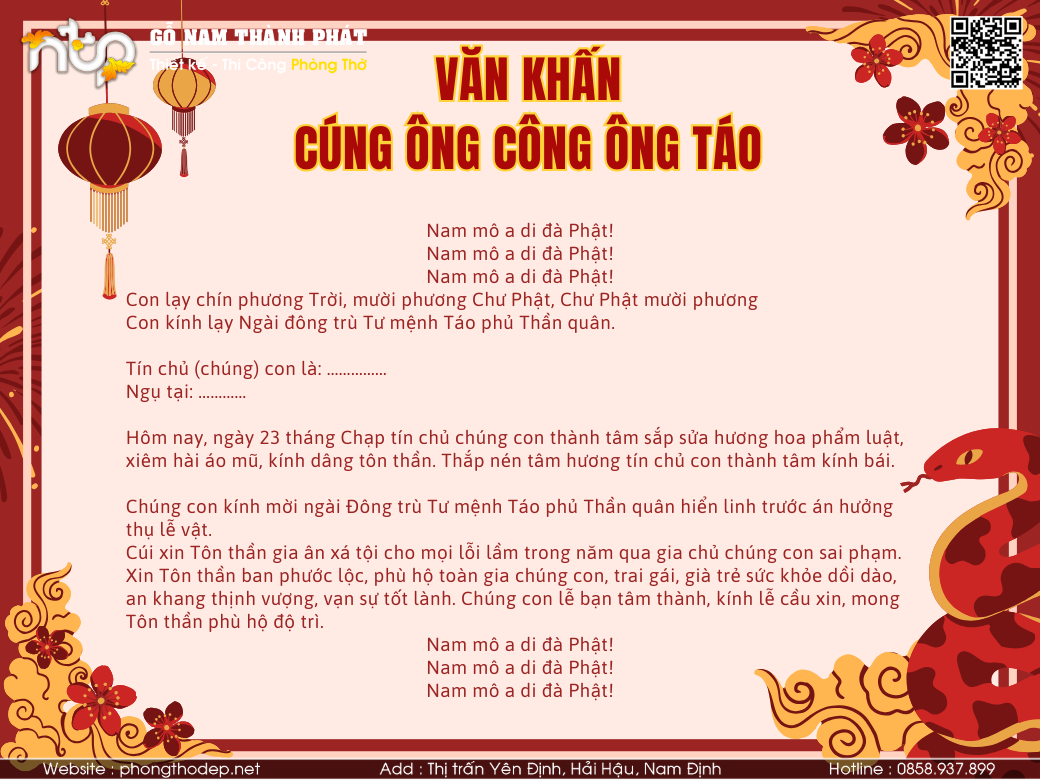 GỖ NAM THÀNH PHÁT
Thiết kế - Thi Công Phòng Thờ
ntp
VĂN KHẤN
CÚNG ÔNG CÔNG ÔNG TÁO
Nam mô a di đà Phật!
Nam mô a di đà Phật!
Nam mô a di đà Phật!
Con lạy chín phương Trời, mười phương Chư Phật, Chư Phật mười phương
Con kính lạy Ngài đông trù Tư mệnh Táo phủ Thần quân.
Tín chủ (chúng) con là: ...............
Ngụ tại: ............
Hôm nay, ngày 23 tháng Chạp tín chủ chúng con thành tâm sắp sửa hương hoa phẩm luật,
xiêm hài áo mũ, kính dâng tôn thần. Thắp nén tâm hương tín chủ con thành tâm kính bái.
Chúng con kính mời ngài Đông trù Tư mệnh Táo phủ Thần quân hiển linh trước án hưởng
thụ lễ vật.
Cúi xin Tôn thần gia ân xá tội cho mọi lỗi lầm trong năm qua gia chủ chúng con sai phạm.
Xin Tôn thần ban phước lộc, phù hộ toàn gia chúng con, trai gái, già trẻ sức khỏe dồi dào,
an khang thịnh vượng, vạn sự tốt lành. Chúng con lễ bạn tâm thành, kính lễ cầu xin, mong
Tôn thần phù hộ độ trì.
Nam mô a di đà Phật!
Nam mô a di đà Phật!
Nam mô a di đà Phật!
Website : phongthodep.net
Add : Thị trấn Yên Định, Hải Hậu, Nam Định
Hotline : 0858.937.899